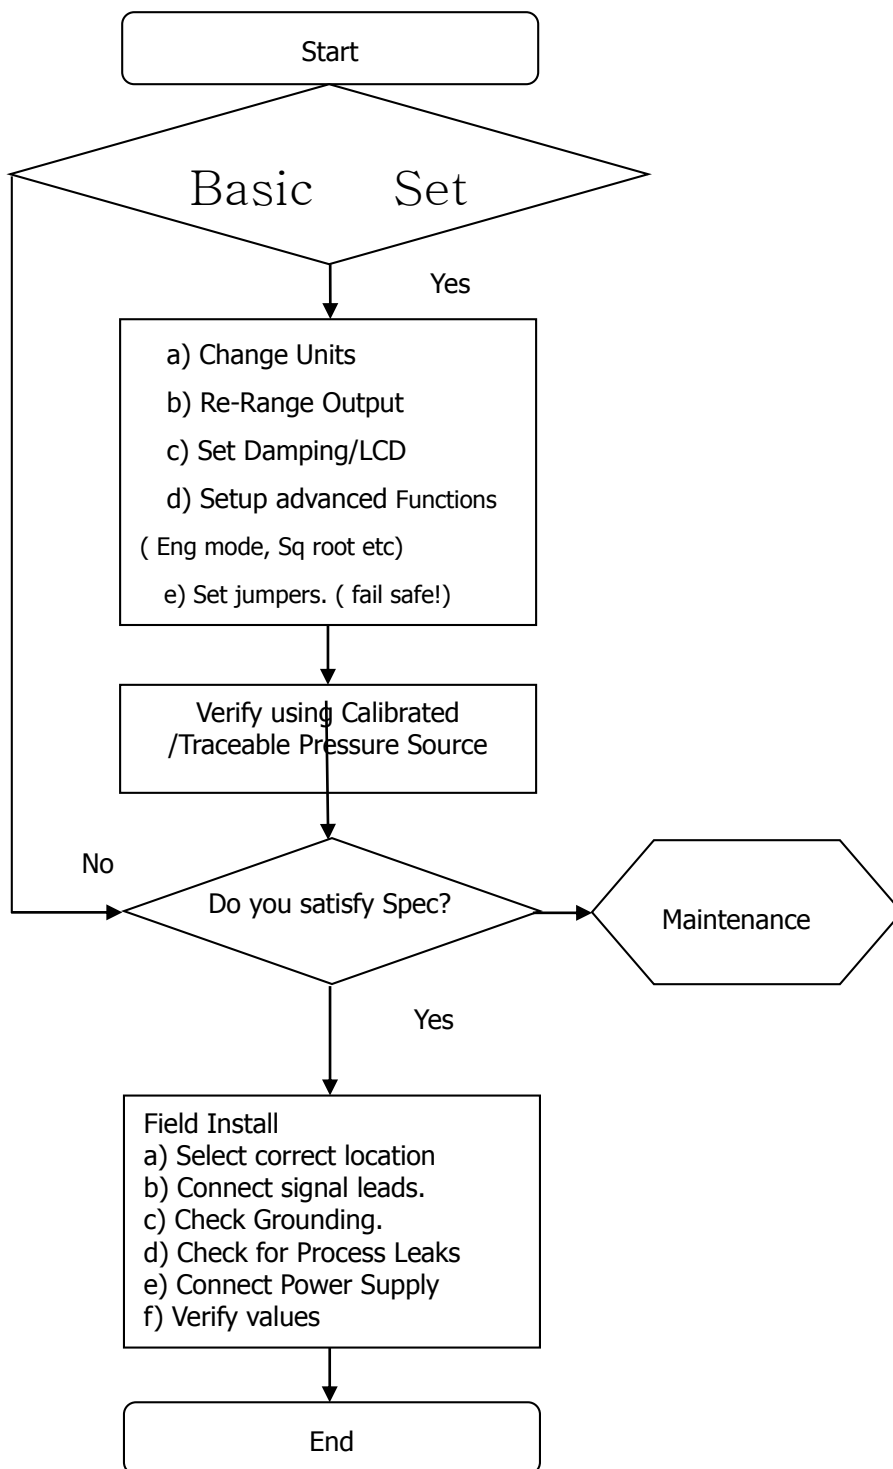 Start
Basic Set
Yes
a) Change Units
b) Re-Range Output
c) Set Damping/LCD
d) Setup advanced Functions
( Eng mode, Sq root etc)
e) Set jumpers. ( fail safe!)
Verify using Calibrated
/Traceable Pressure Source
No
Do you satisfy Spec?
Maintenance
Yes
Field Install
a) Select correct location
b) Connect signal leads.
c) Check Grounding.
d) Check for Process Leaks
e) Connect Power Supply
f) Verify values
End